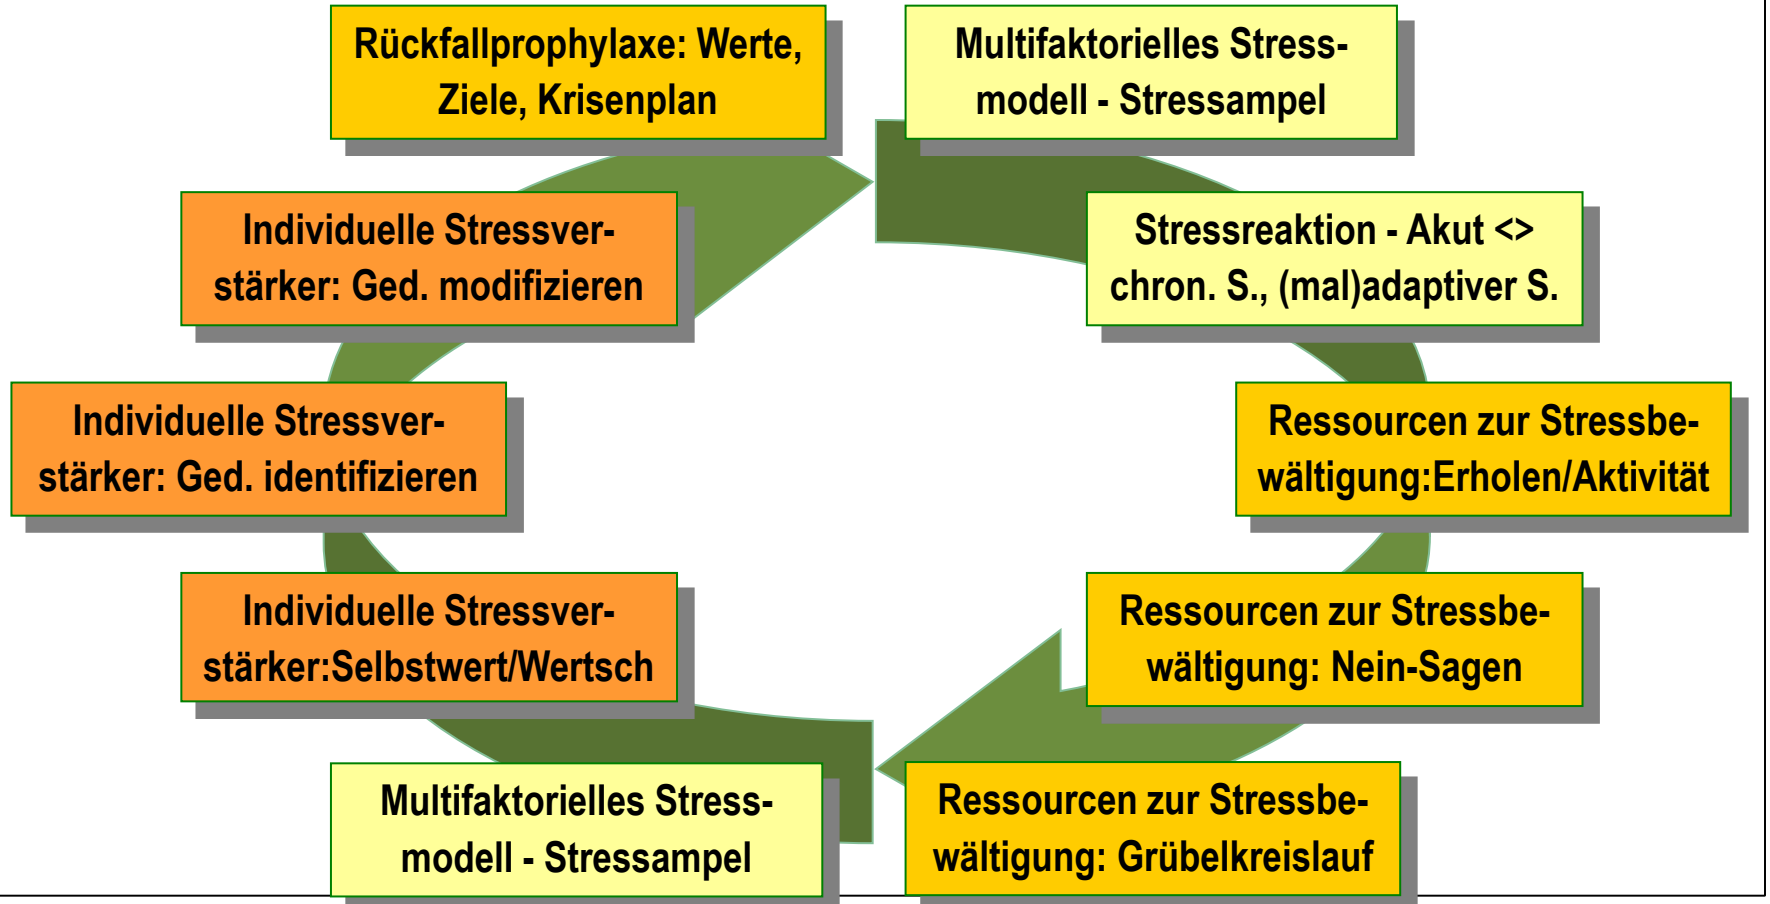 Rückfallprophylaxe: Werte,
Ziele, Krisenplan
Multifaktorielles Stress-
modell - Stressampel
Individuelle Stressver-
stärker: Ged. modifizieren
Stressreaktion - Akut <>
chron. S., (mal)adaptiver S.
Individuelle Stressver-
stärker: Ged. identifizieren
Ressourcen zur Stressbe-
wältigung:Erholen/Aktivität
Individuelle Stressver-
stärker:Selbstwert/Wertsch
Ressourcen zur Stressbe-
wältigung: Nein-Sagen
Multifaktorielles Stress-
modell - Stressampel
Ressourcen zur Stressbe-
wältigung: Grübelkreislauf